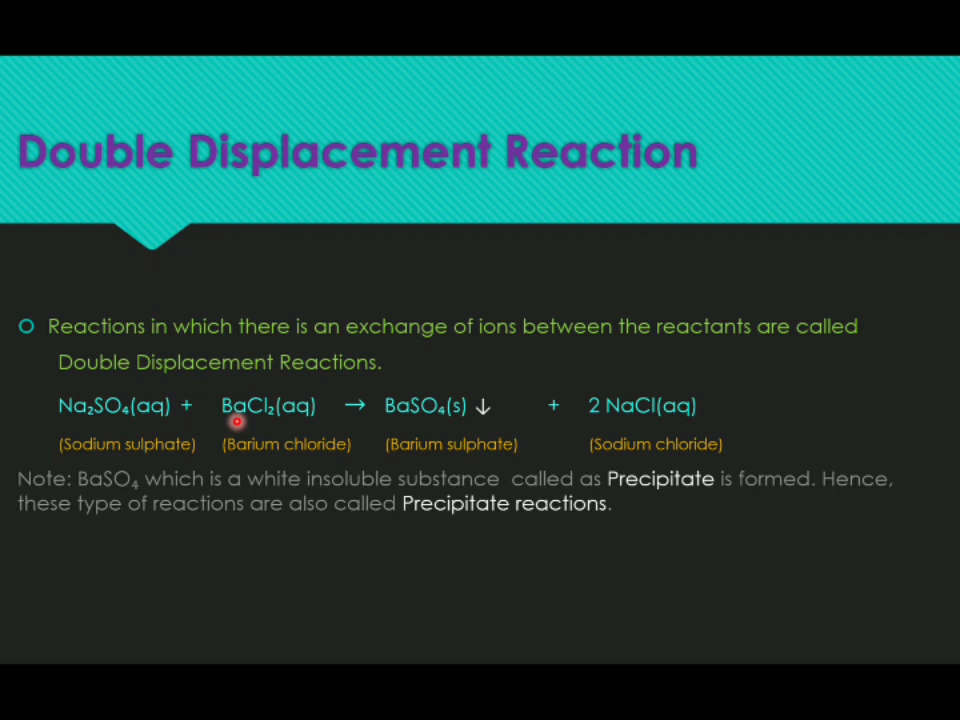 Double Displacement Reaction
Reactions in which there is an exchange of ions between the reactants are called
Double Displacement Reactions.
Na₂SO₄(aq) + BaCl₂(aq) → BaSO₄(s) ↓ + 2 NaCl(aq)
(Sodium sulphate) (Barium chloride) (Barium sulphate) (Sodium chloride)
Note: BaSO₄ which is a white insoluble substance called as Precipitate is formed. Hence,
these type of reactions are also called Precipitate reactions.